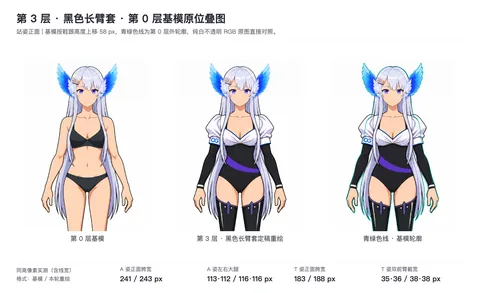 第 3 层 · 黑色长臂套 · 第 0 层基模原位叠图
站姿正面 | 基模按鞋跟高度上移 58 px，青绿色线为第 0 层外轮廓，纯白不透明 RGB 原图直接对照。
第 0 层基模
第 3 层 · 黑色长臂套定稿重绘
青绿色线 · 基模轮廓
同高像素实测（含线宽）
格式：基模 / 本轮重绘
A 姿正面胯宽
241 / 243 px
A 姿左右大腿
113·112 / 116·116 px
T 姿正面胯宽
183 / 188 px
T 姿双前臂截宽
35·36 / 38·38 px